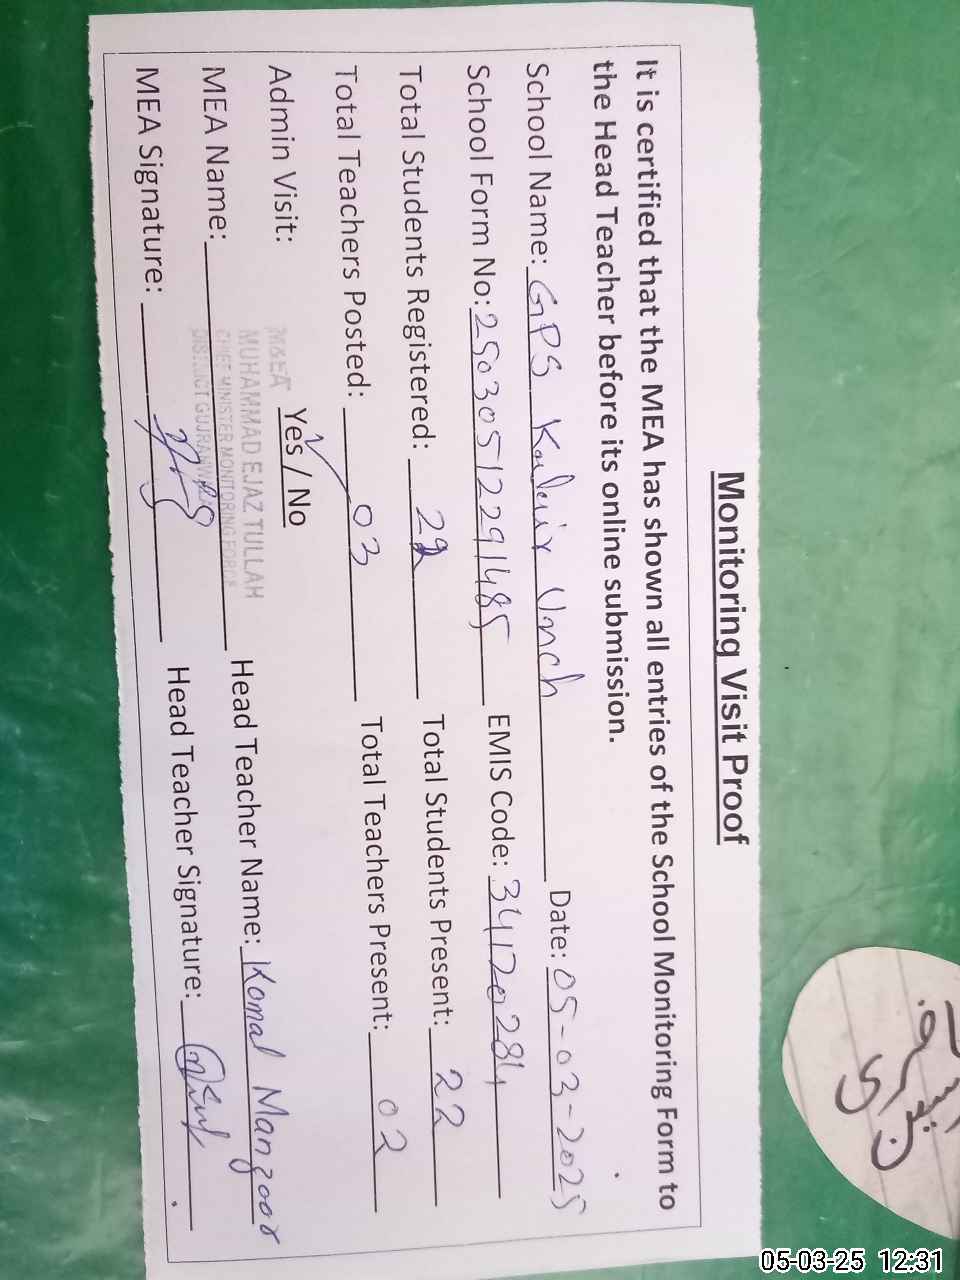 Monitoring Visit Proof
It is certified that the MEA has shown all entries of the School Monitoring Form to
the Head Teacher before its online submission.
School Name: GPS Unch Date: 05-03-2025
School Form No: 25030512291485 EMIS Code: 34120284
Total Students Registered: 22 Total Students Present: 22
Total Teachers Posted: 03 Total Teachers Present: 02
M&EA
Admin Visit: Yes / No
MUHAMMAD EJAZ TULLAH
CHIEF MINISTER MONITORING FORCE
MEA Name: Head Teacher Name: Komal Manzoor
DISTRICT GUJRANWALA
MEA Signature: Head Teacher Signature:
05-03-25 12:31